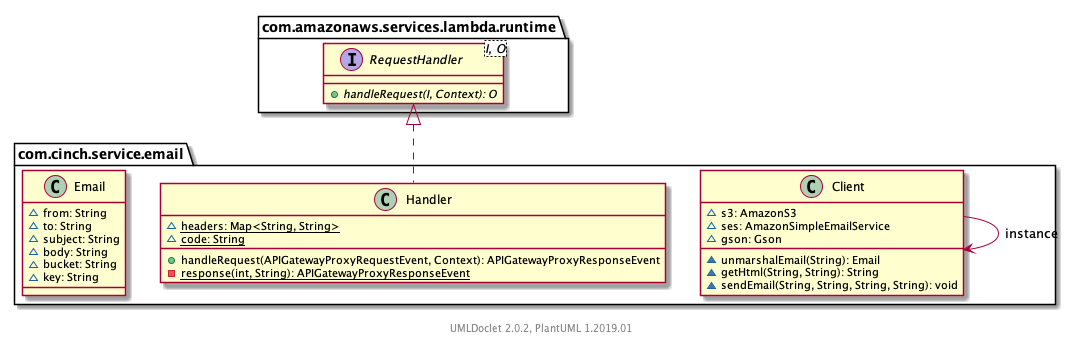 com.amazonaws.services.lambda.runtime
I RequestHandler I, O
handleRequest(I, Context): O
com.cinch.service.email
C Email
from: String
to: String
subject: String
body: String
bucket: String
key: String
C Handler
headers: Map<String, String>
code: String
handleRequest(APIGatewayProxyRequestEvent, Context): APIGatewayProxyResponseEvent
response(int, String): APIGatewayProxyResponseEvent
C Client
s3: AmazonS3
ses: AmazonSimpleEmailService
gson: Gson
unmarshalEmail(String): Email
getHtml(String, String): String
sendEmail(String, String, String, String): void
instance
UMLDoclet 2.0.2, PlantUML 1.2019.01